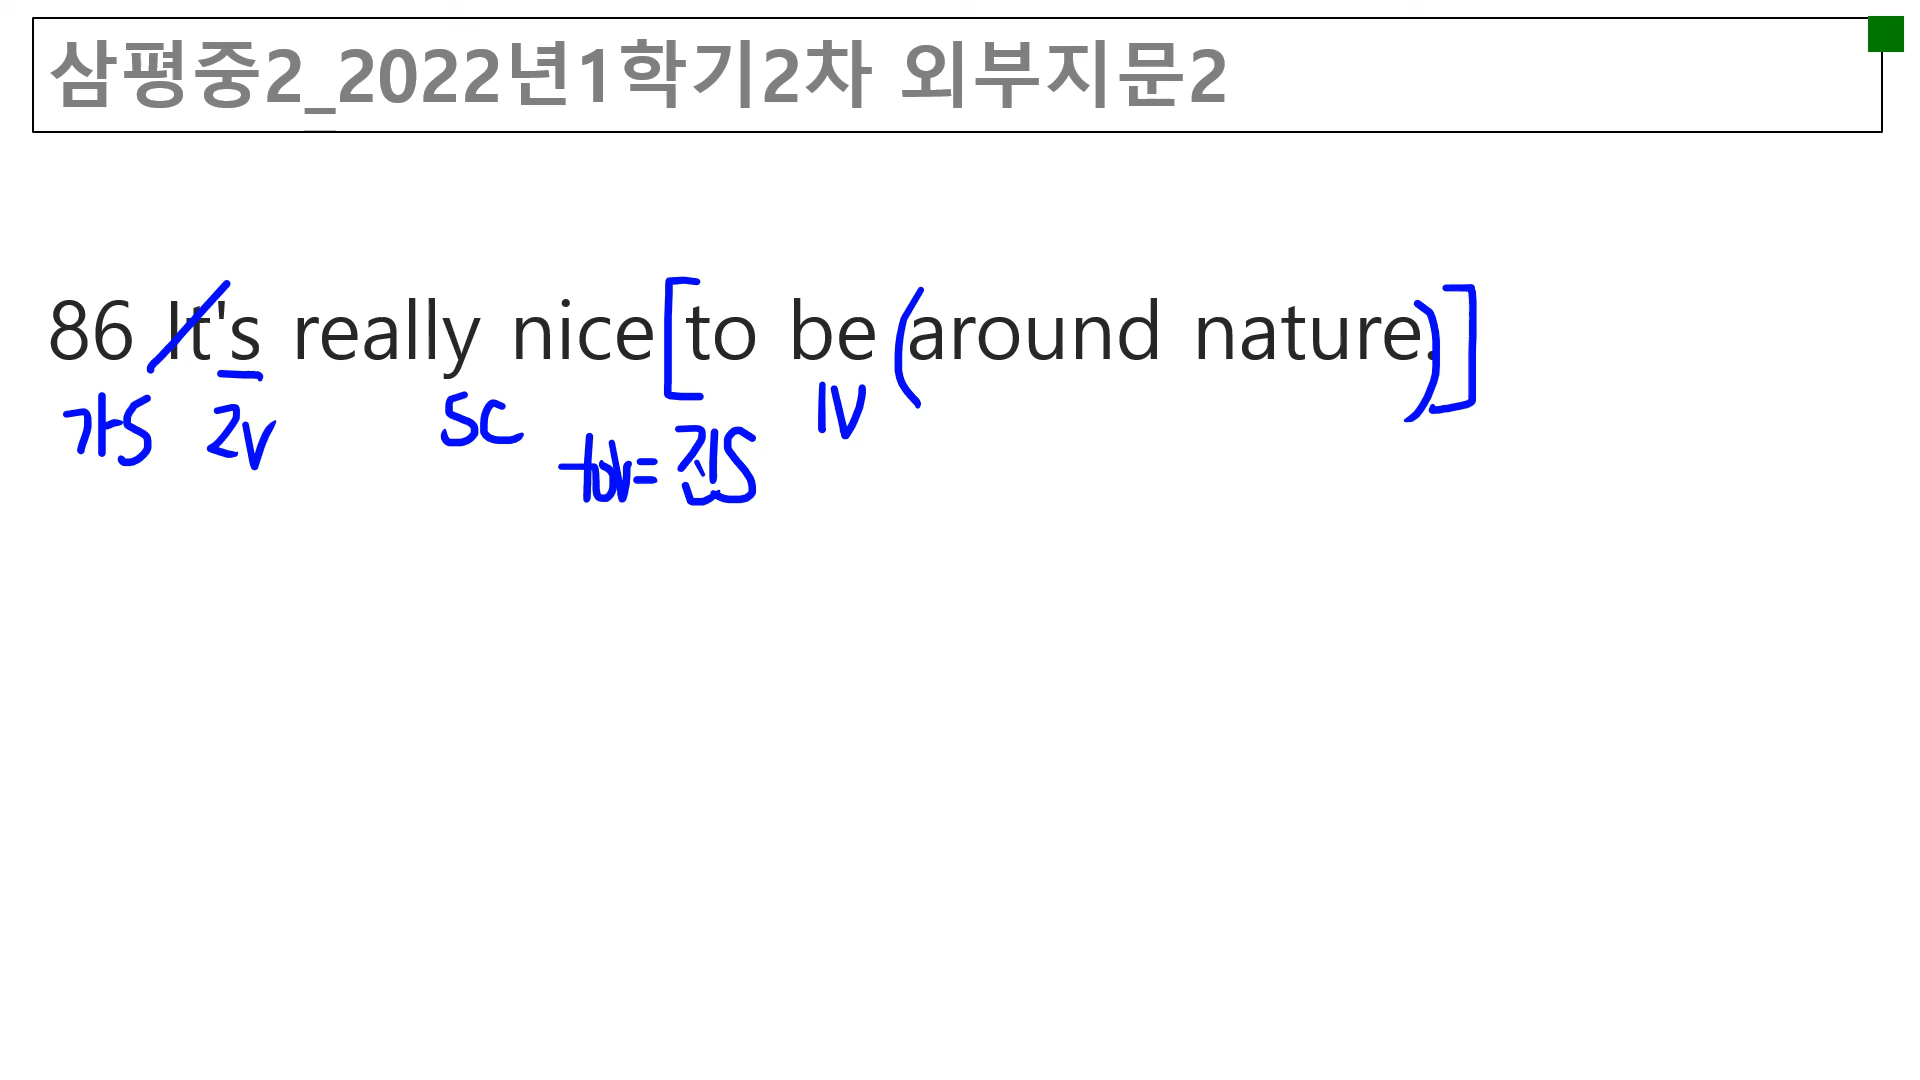 삼평중2_2022년1학기2차 외부지문2
86 It's really nice [to be (around nature.)]
가S 2V SC 1V
toV= 진S